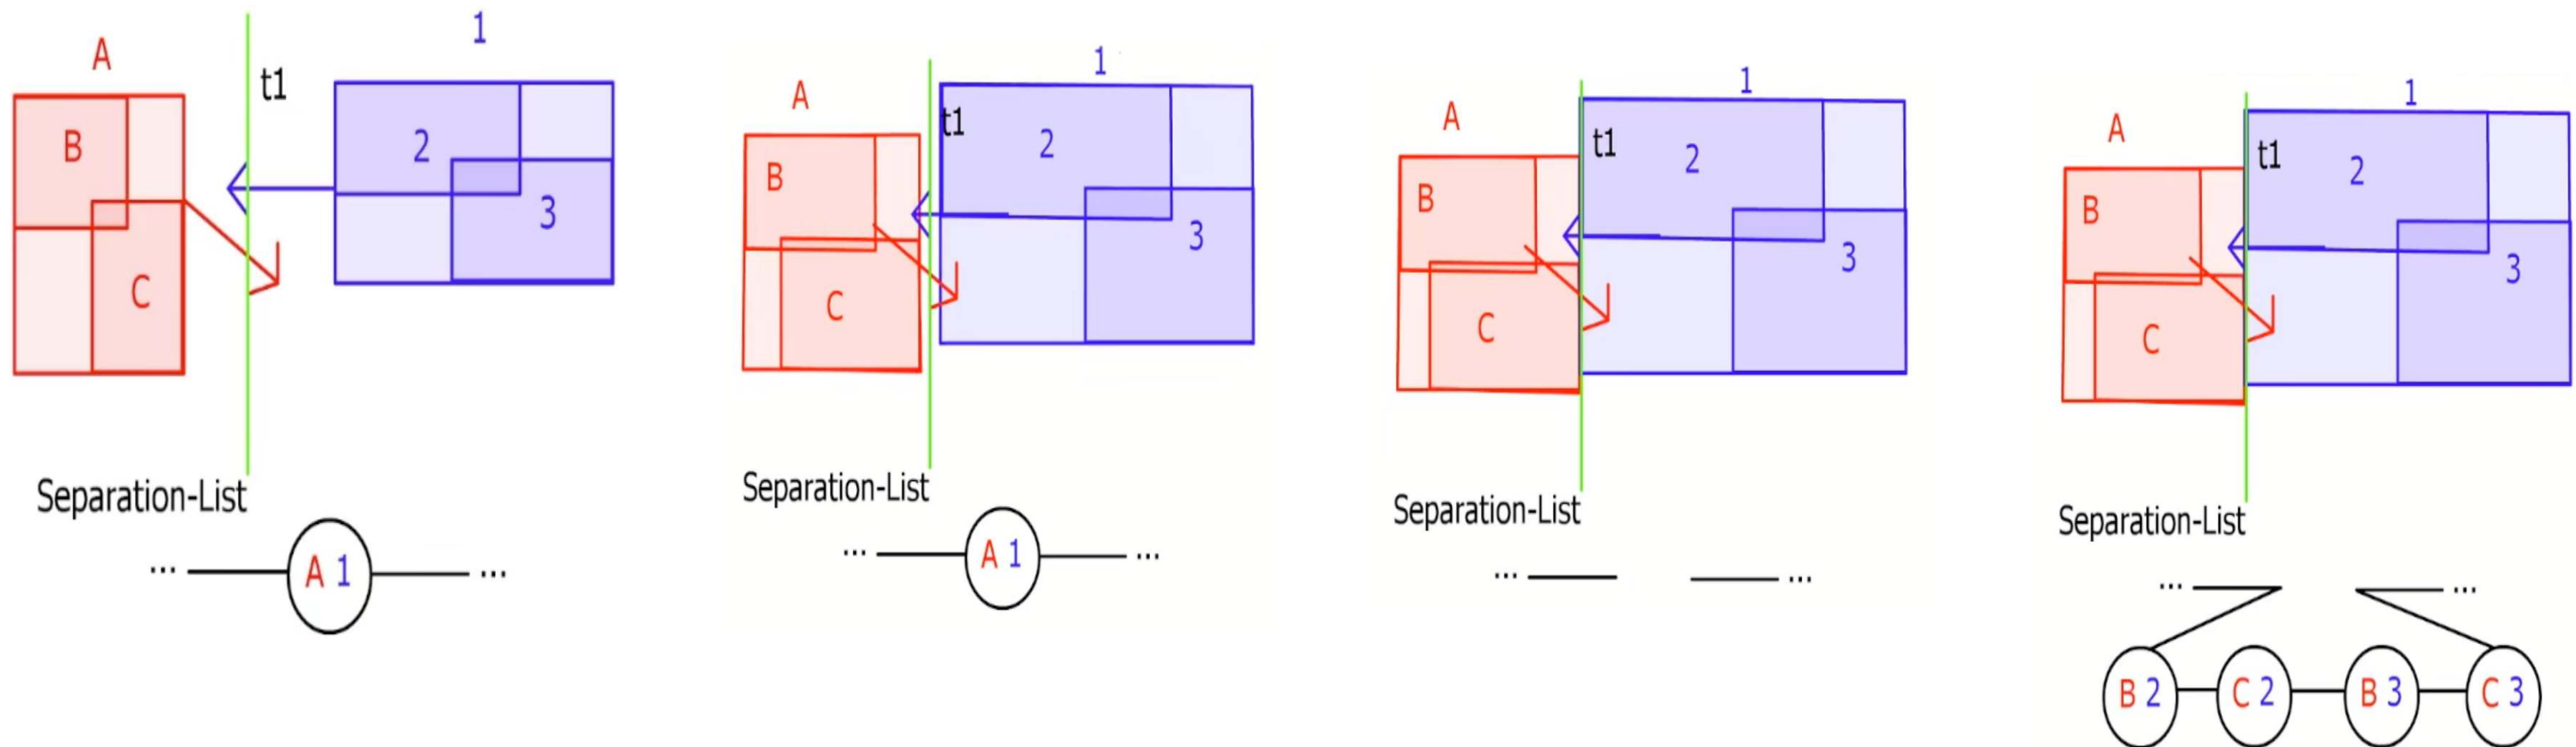 A
t1
1
B
2
C
3
Separation-List
... A 1 ...
A
t1
1
B
2
C
3
Separation-List
... A 1 ...
A
t1
1
B
2
C
3
Separation-List
... ...
A
t1
1
B
2
C
3
Separation-List
... ...
B 2 C 2 B 3 C 3